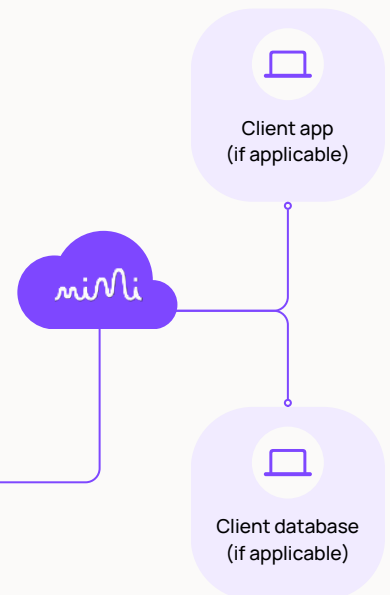 Client app
(if applicable)
miMi
Client database
(if applicable)